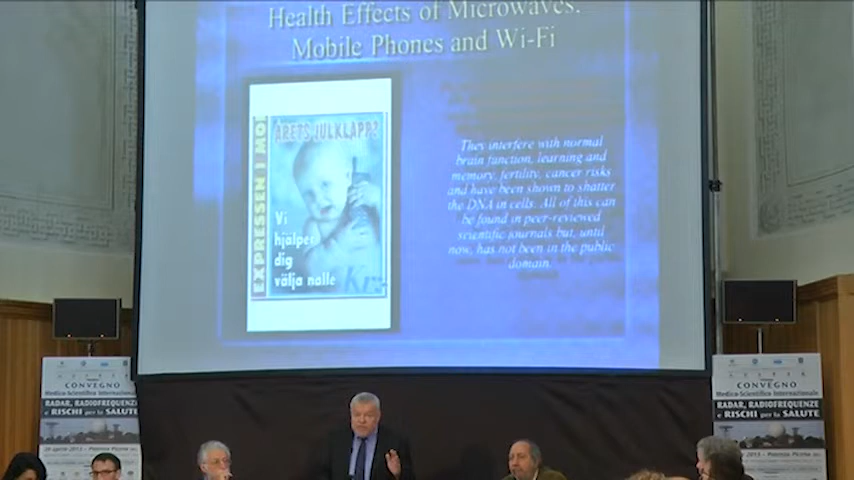 Health Effects of Microwaves.
Mobile Phones and Wi-Fi
ÅRETS JULKLAPP?
EXPRESSEN I MO
Vi
hjälper
dig
välja nalle
They interfere with normal
brain function, learning and
memory, fertility, cancer risks
and have been shown to shatter
the DNA in cells. All of this can
be found in peer-reviewed
scientific journals but, until
now, has not been in the public
domain.
CONVEGNO
Medico-Scientifico Internazionale
RADAR, RADIOFREQUENZE
e RISCHI per la SALUTE
CONVEGNO
Medico-Scientifico Internazionale
RADAR, RADIOFREQUENZE
e RISCHI per la SALUTE